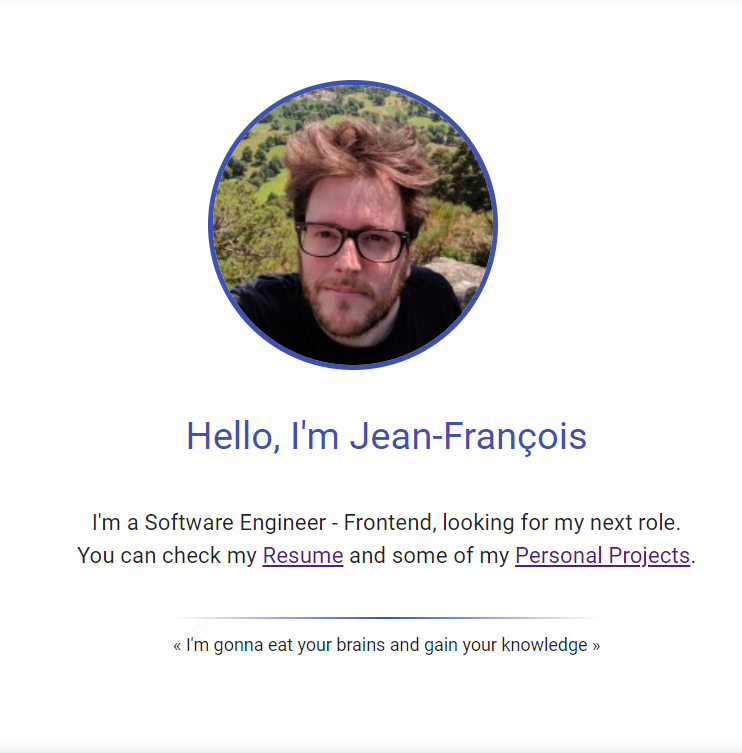 Hello, I'm Jean-François
I'm a Software Engineer - Frontend, looking for my next role.
You can check my Resume and some of my Personal Projects.
« I'm gonna eat your brains and gain your knowledge »